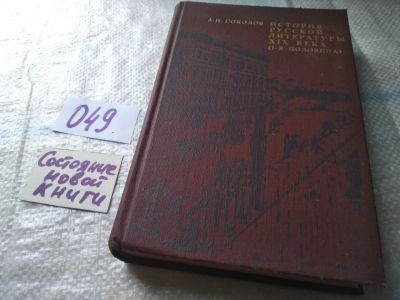 А. Н. СОКОЛОВ
ИСТОРИЯ
РУССКОЙ
ЛИТЕРАТУРЫ
XIX ВЕКА
(1-я ПОЛОВИНА)
049
Состояние
новой
книги